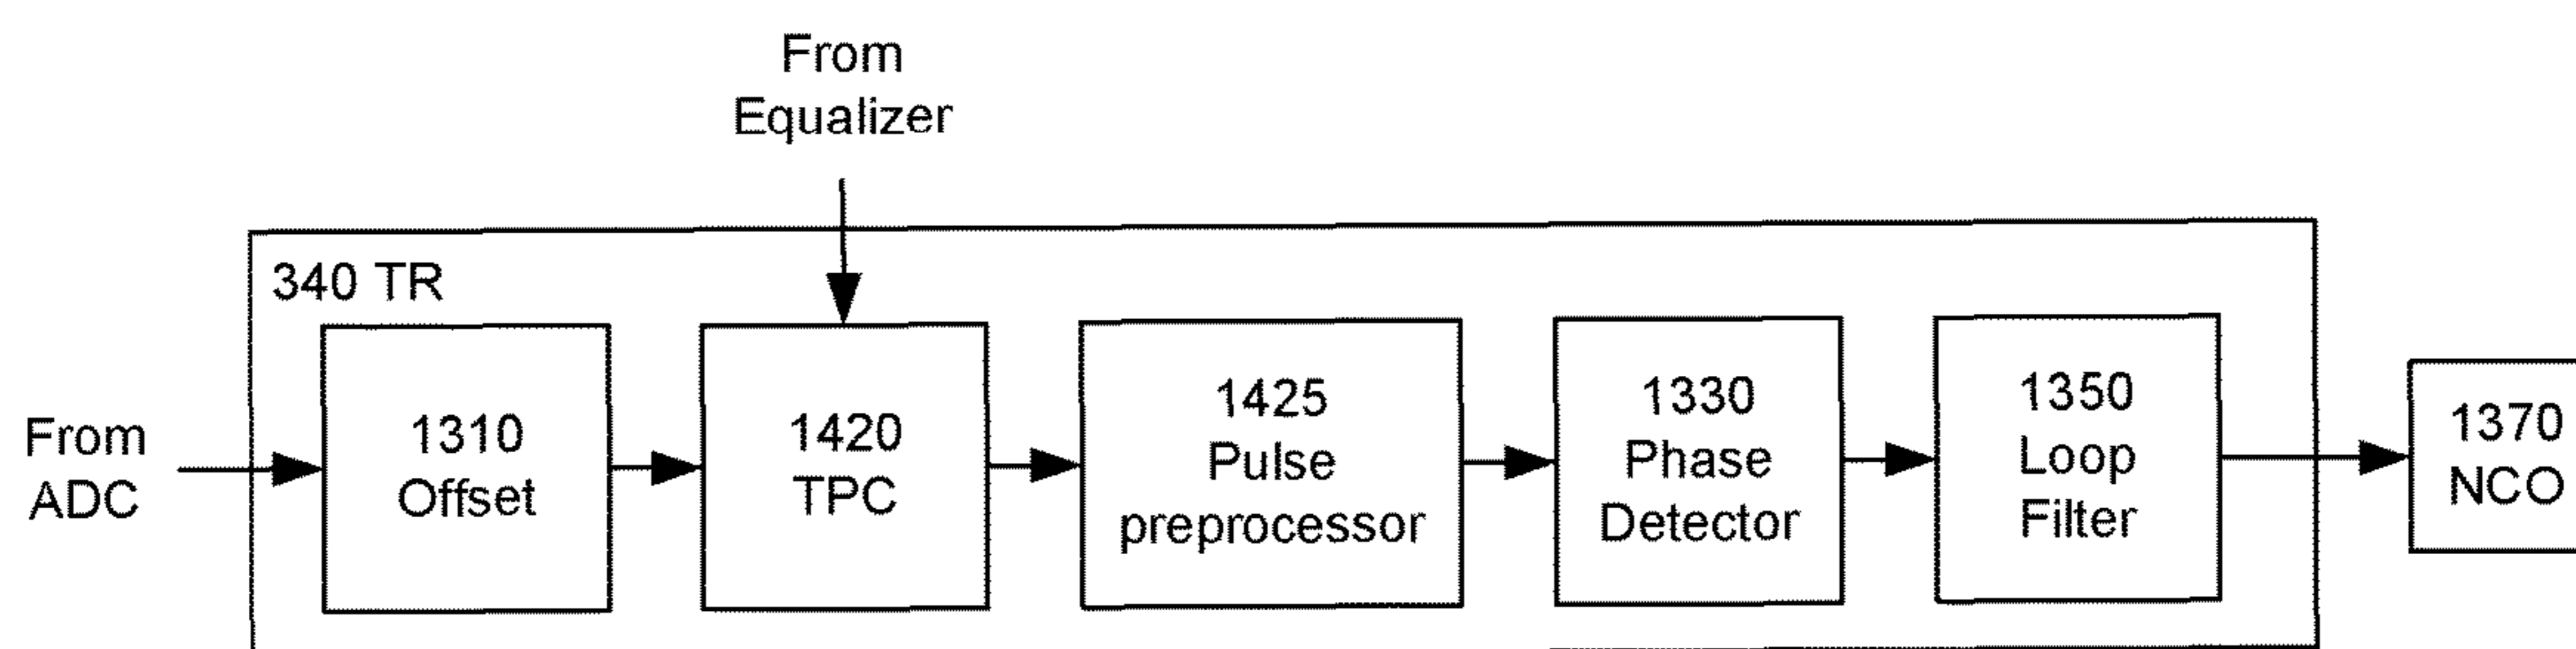 From
Equalizer
340 TR
From
ADC
1310
Offset
1420
TPC
1425
Pulse
preprocessor
1330
Phase
Detector
1350
Loop
Filter
1370
NCO